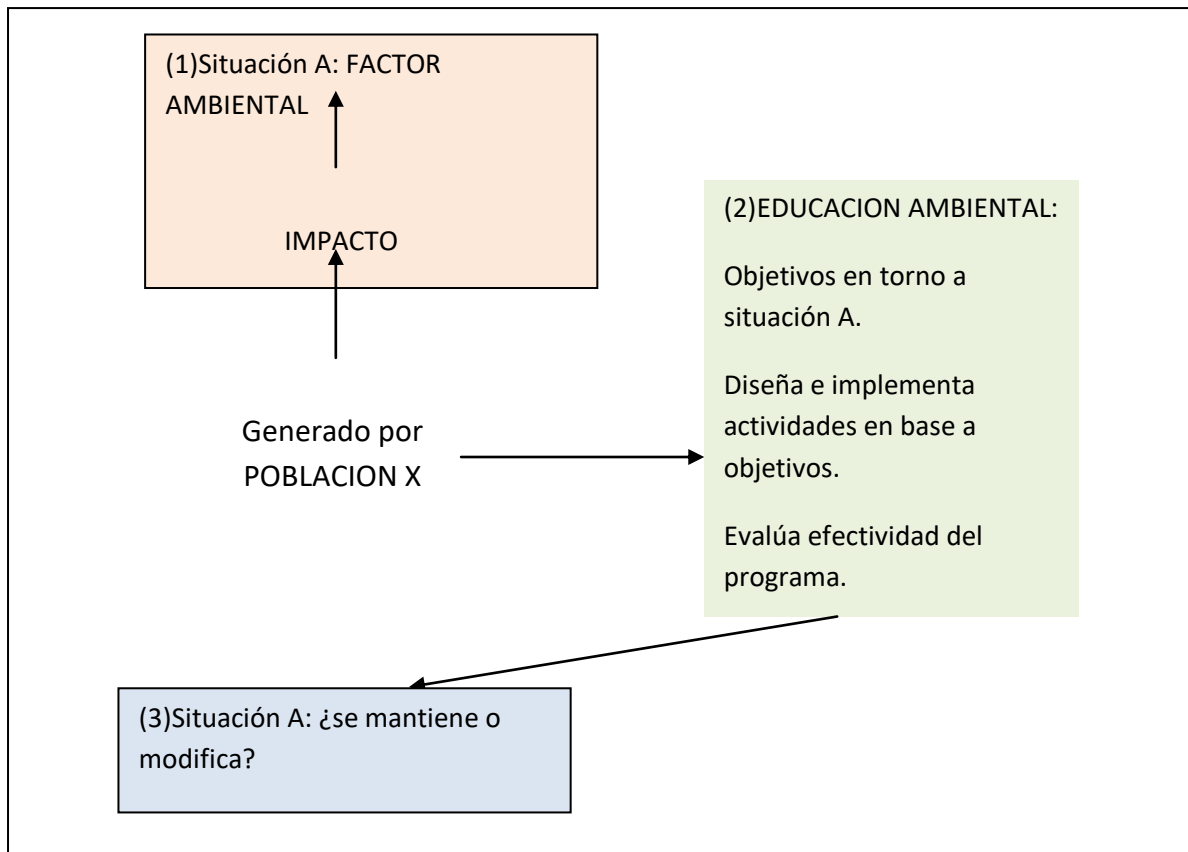 (1)Situación A: FACTOR
AMBIENTAL
IMPACTO
Generado por
POBLACION X
(2)EDUCACION AMBIENTAL:
Objetivos en torno a
situación A.
Diseña e implementa
actividades en base a
objetivos.
Evalúa efectividad del
programa.
(3)Situación A: ¿se mantiene o
modifica?